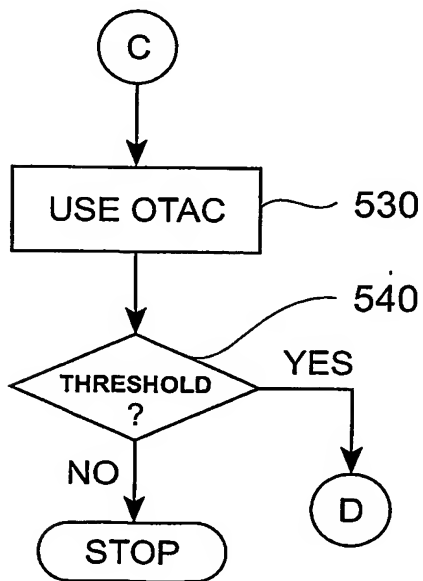 C
USE OTAC
530
540
THRESHOLD
?
YES
NO
D
STOP